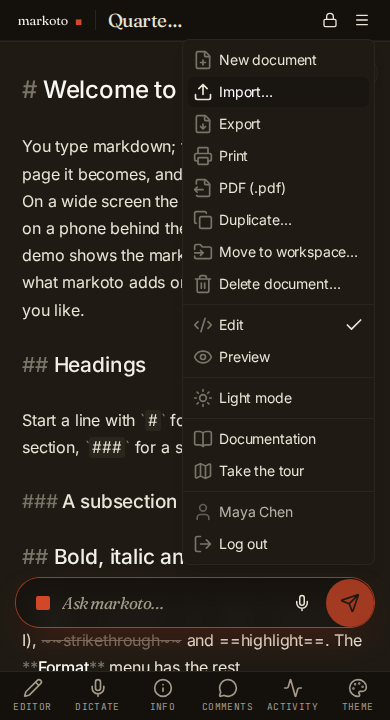 markoto Quarte...
New document
# Welcome to
Import...
Export
You type markdown;
Print
page it becomes, and
PDF (.pdf)
On a wide screen the
Duplicate...
on a phone behind the
Move to workspace...
demo shows the mark
what markoto adds or
Delete document...
you like.
</> Edit
Preview
## Headings
Light mode
Start a line with `#` fo
Documentation
section, `###` for a s
Take the tour
### A subsection
Maya Chen
Log out
## Bold, italic an
Ask markoto...
I), ~~strikethrough~~ and ==highlight==. The
**Format** menu has the rest
EDITOR DICTATE INFO COMMENTS ACTIVITY THEME